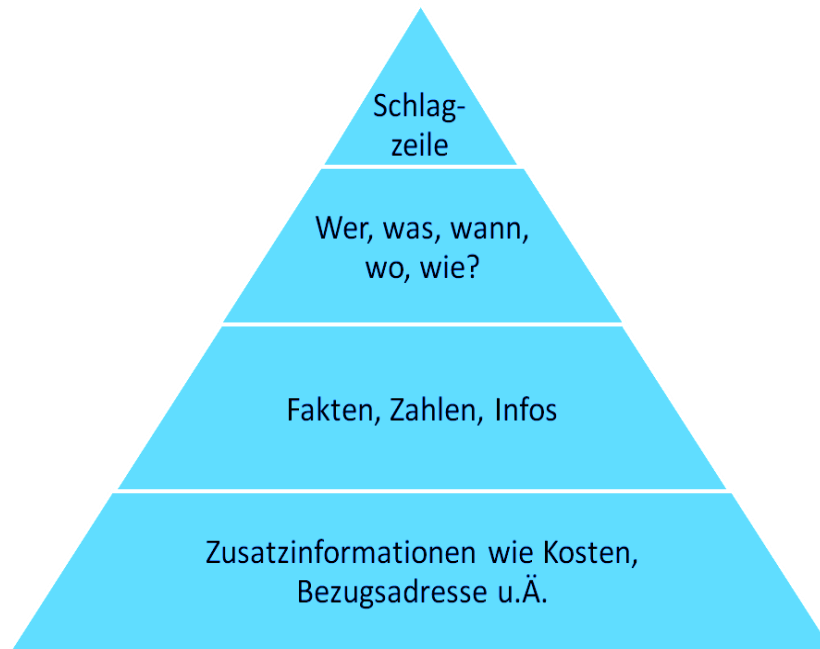 Schlag-
zeile
Wer, was, wann,
wo, wie?
Fakten, Zahlen, Infos
Zusatzinformationen wie Kosten,
Bezugsadresse u.Ä.